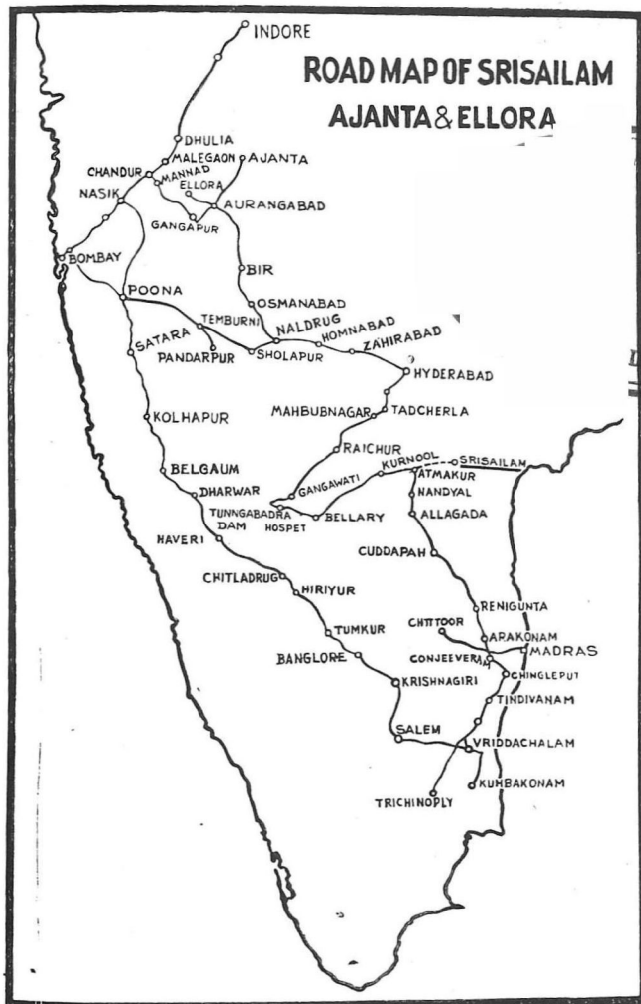 INDORE
ROAD MAP OF SRISAILAM
AJANTA & ELLORA
DHULIA
MALEGAON
AJANTA
CHANDUR
MANNAD
ELLORA
NASIK
AURANGABAD
GANGAPUR
BOMBAY
BIR
POONA
OSMANABAD
TEMBURNI
NALDRUG
HOMNABAD
SATARA
ZAHIRABAD
PANDARPUR
SHOLAPUR
HYDERABAD
KOLHAPUR
MAHBUBNAGAR
TADCHERLA
RAICHUR
BELGAUM
KURNOOL
SRISAILAM
GANGAWATI
ATMAKUR
DHARWAR
NANDYAL
TUNNGABADRA
DAM
HOSPET
BELLARY
ALLAGADA
HAVERI
CUDDAPAH
CHITLADRUG
HIRIYUR
RENIGUNTA
CHITTOOR
TUMKUR
ARAKONAM
BANGLORE
CONJEEVERAM
MADRAS
KRISHNAGIRI
CHINGLEPUT
TINDIVANAM
SALEM
VRIDDACHALAM
KUMBAKONAM
TRICHINOPLY